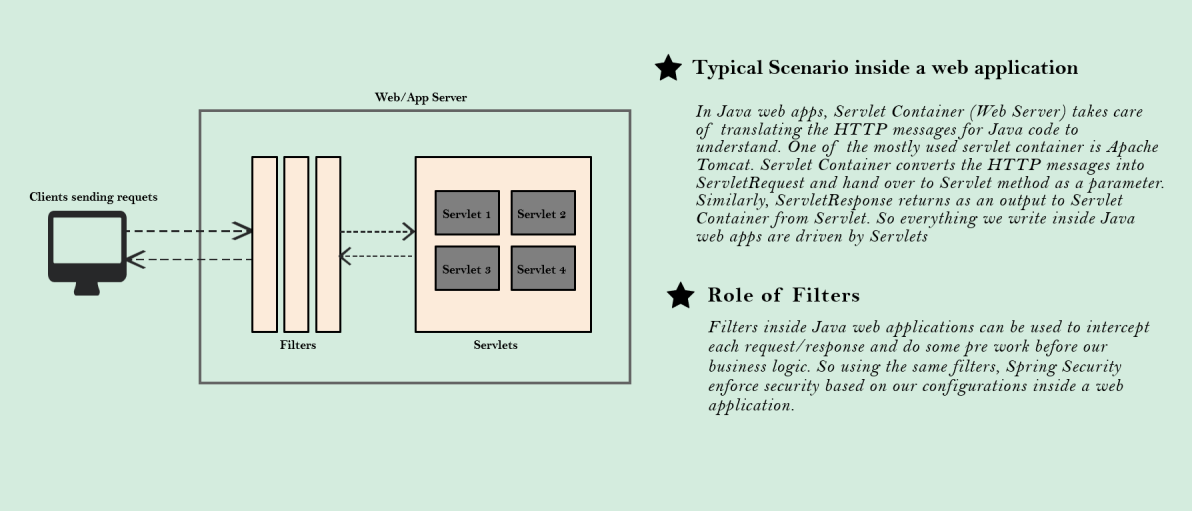 Web/App Server
Clients sending requets
Servlet 1
Servlet 2
Servlet 3
Servlet 4
Filters
Servlets
Typical Scenario inside a web application
In Java web apps, Servlet Container (Web Server) takes care
of translating the HTTP messages for Java code to
understand. One of the mostly used servlet container is Apache
Tomcat. Servlet Container converts the HTTP messages into
ServletRequest and hand over to Servlet method as a parameter.
Similarly, ServletResponse returns as an output to Servlet
Container from Servlet. So everything we write inside Java
web apps are driven by Servlets
Role of Filters
Filters inside Java web applications can be used to intercept
each request/response and do some pre work before our
business logic. So using the same filters, Spring Security
enforce security based on our configurations inside a web
application.